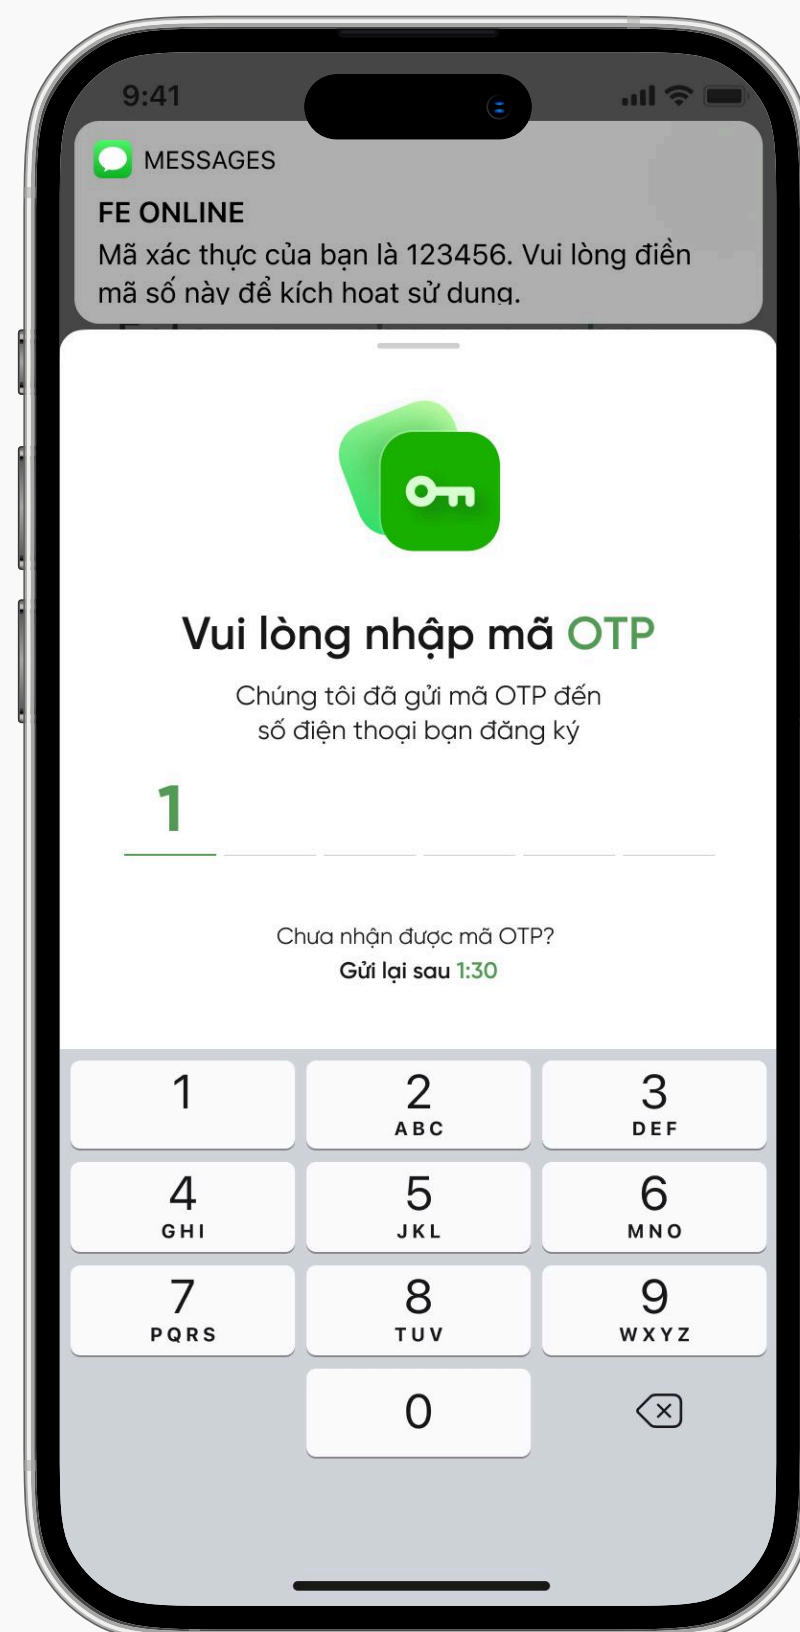 9:41
MESSAGES
FE ONLINE
Mã xác thực của bạn là 123456. Vui lòng điền
mã số này để kích hoạt sử dụng.
Vui lòng nhập mã OTP
Chúng tôi đã gửi mã OTP đến
số điện thoại bạn đăng ký
1
Chưa nhận được mã OTP?
Gửi lại sau 1:30
1 2 3
ABC DEF
4 5 6
GHI JKL MNO
7 8 9
PQRS TUV WXYZ
0